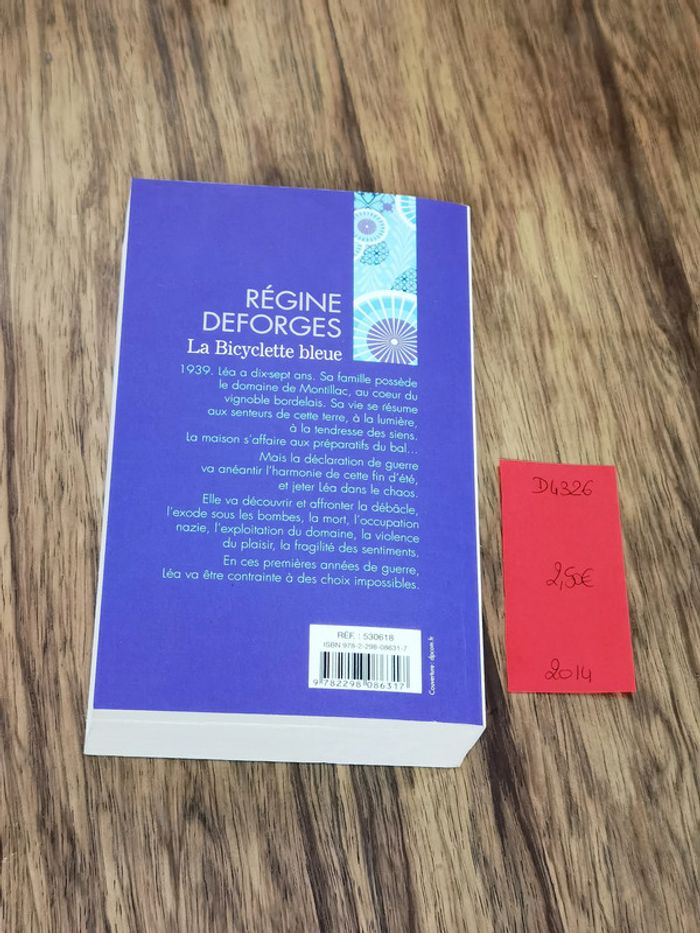 RÉGINE
DEFORGES
La Bicyclette bleue
1939. Léa a dix-sept ans. Sa famille possède
le domaine de Montillac, au coeur du
vignoble bordelais. Sa vie se résume
aux senteurs de cette terre, à la lumière,
à la tendresse des siens.
La maison s'affaire aux préparatifs du bal...
Mais la déclaration de guerre
va anéantir l'harmonie de cette fin d'été,
et jeter Léa dans le chaos.
Elle va découvrir et affronter la débâcle,
l'exode sous les bombes, la mort, l'occupation
nazie, l'exploitation du domaine, la violence
du plaisir, la fragilité des sentiments.
En ces premières années de guerre,
Léa va être contrainte à des choix impossibles.
RÉF. : 530618
ISBN 978-2-298-08631-7
9 782298 086317
Couverture : dpcom.fr
D4326
2,50€
2014